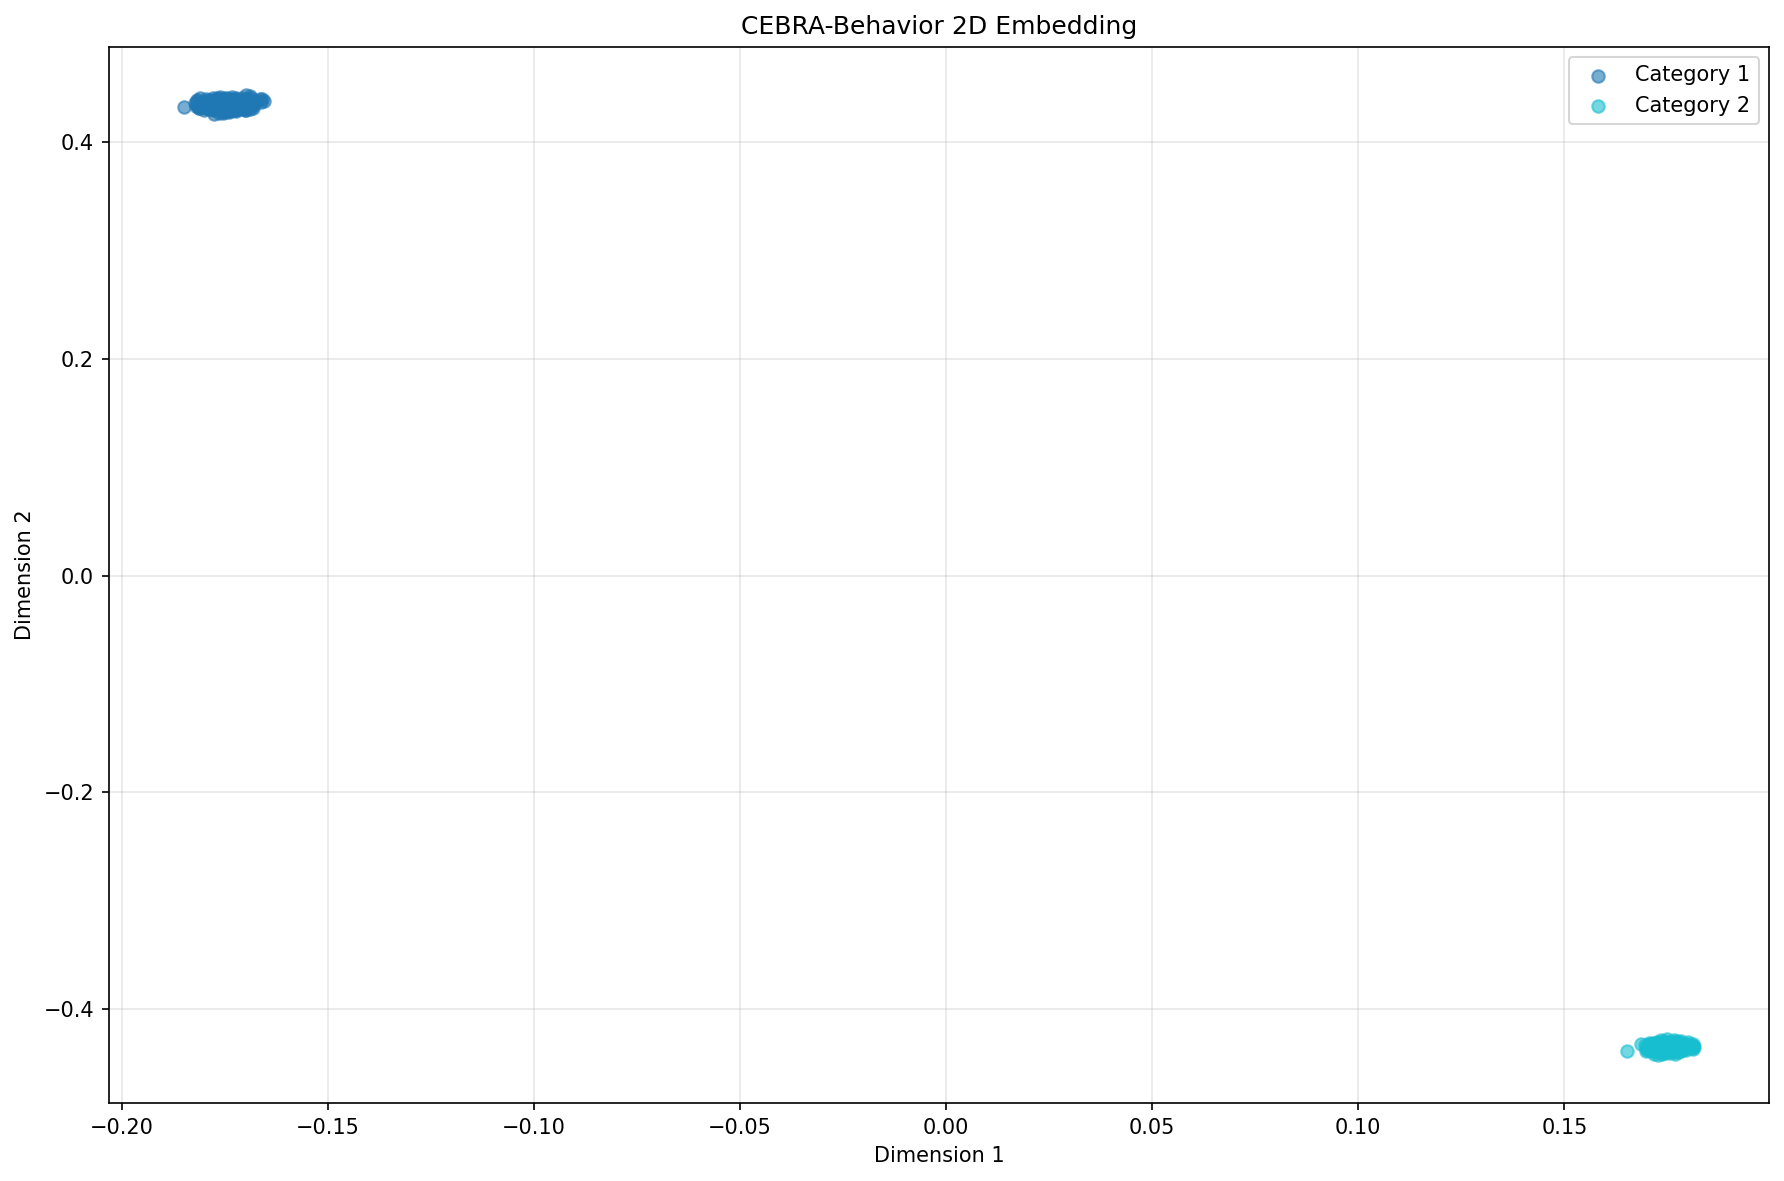 CEBRA-Behavior 2D Embedding
Category 1
Category 2
0.4
0.2
0.0
−0.2
−0.4
Dimension 2
−0.20
−0.15
−0.10
−0.05
0.00
0.05
0.10
0.15
Dimension 1